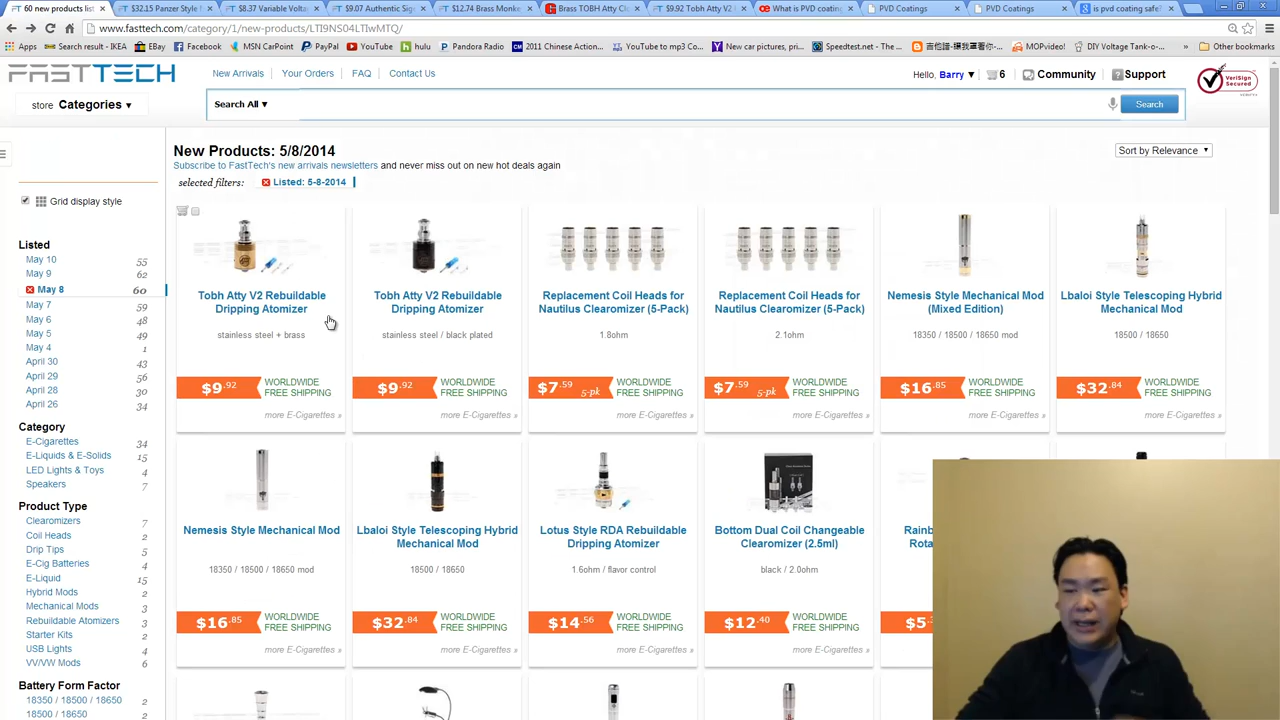 60 new products list
$32.15 Panzer Style M
$8.37 Variable Volta
$9.07 Authentic Sig
$12.74 Brass Monke
Brass TOBH Atty Clo
$9.92 Tobh Atty V2
What is PVD coating
PVD Coatings
PVD Coatings
is pvd coating safe?
www.fasttech.com/category/1/new-products/LTI9NS04LTIwMTQ/
Apps
Search result - IKEA
EBay
Facebook
MSN CarPoint
PayPal
YouTube
hulu
Pandora Radio
2011 Chinese Action...
YouTube to mp3 Co...
New car pictures, pri...
Speedtest.net - The ...
MOPvideo!
DIY Voltage Tank-o-
Other bookmarks
FASTTECH
New Arrivals
Your Orders
FAQ
Contact Us
Hello, Barry ▼
6
Community
Support
VeriSign
Secured
store Categories ▼
Search All ▼
Search
New Products: 5/8/2014
Subscribe to FastTech's new arrivals newsletters and never miss out on new hot deals again
Sort by Relevance
selected filters:
Listed: 5-8-2014
Grid display style
Listed
May 10 55
May 9 62
May 8 60
May 7 59
May 6 48
May 5 49
May 4 1
April 30 43
April 29 56
April 28 30
April 26 34
Category
E-Cigarettes 34
E-Liquids & E-Solids 15
LED Lights & Toys 4
Speakers 7
Product Type
Clearomizers 7
Coil Heads 2
Drip Tips 5
E-Cig Batteries 4
E-Liquid 15
Hybrid Mods 2
Mechanical Mods 3
Rebuildable Atomizers 3
Starter Kits 2
USB Lights 4
VV/VW Mods 6
Battery Form Factor
18350 / 18500 / 18650 2
18500 / 18650 2
Tobh Atty V2 Rebuildable
Dripping Atomizer
stainless steel + brass
$9.92
WORLDWIDE
FREE SHIPPING
more E-Cigarettes »
Tobh Atty V2 Rebuildable
Dripping Atomizer
stainless steel / black plated
$9.92
WORLDWIDE
FREE SHIPPING
more E-Cigarettes »
Replacement Coil Heads for
Nautilus Clearomizer (5-Pack)
1.8ohm
$7.59 5-pk
WORLDWIDE
FREE SHIPPING
more E-Cigarettes »
Replacement Coil Heads for
Nautilus Clearomizer (5-Pack)
2.1ohm
$7.59 5-pk
WORLDWIDE
FREE SHIPPING
more E-Cigarettes »
Nemesis Style Mechanical Mod
(Mixed Edition)
18350 / 18500 / 18650 mod
$16.85
WORLDWIDE
FREE SHIPPING
more E-Cigarettes »
Lbaloi Style Telescoping Hybrid
Mechanical Mod
18500 / 18650
$32.84
WORLDWIDE
FREE SHIPPING
more E-Cigarettes »
Nemesis Style Mechanical Mod
18350 / 18500 / 18650 mod
$16.85
WORLDWIDE
FREE SHIPPING
more E-Cigarettes »
Lbaloi Style Telescoping Hybrid
Mechanical Mod
18500 / 18650
$32.84
WORLDWIDE
FREE SHIPPING
more E-Cigarettes »
Lotus Style RDA Rebuildable
Dripping Atomizer
1.6ohm / flavor control
$14.56
WORLDWIDE
FREE SHIPPING
more E-Cigarettes »
Bottom Dual Coil Changeable
Clearomizer (2.5ml)
black / 2.0ohm
$12.40
WORLDWIDE
FREE SHIPPING
more E-Cigarettes »
Rain
Rota
$5.